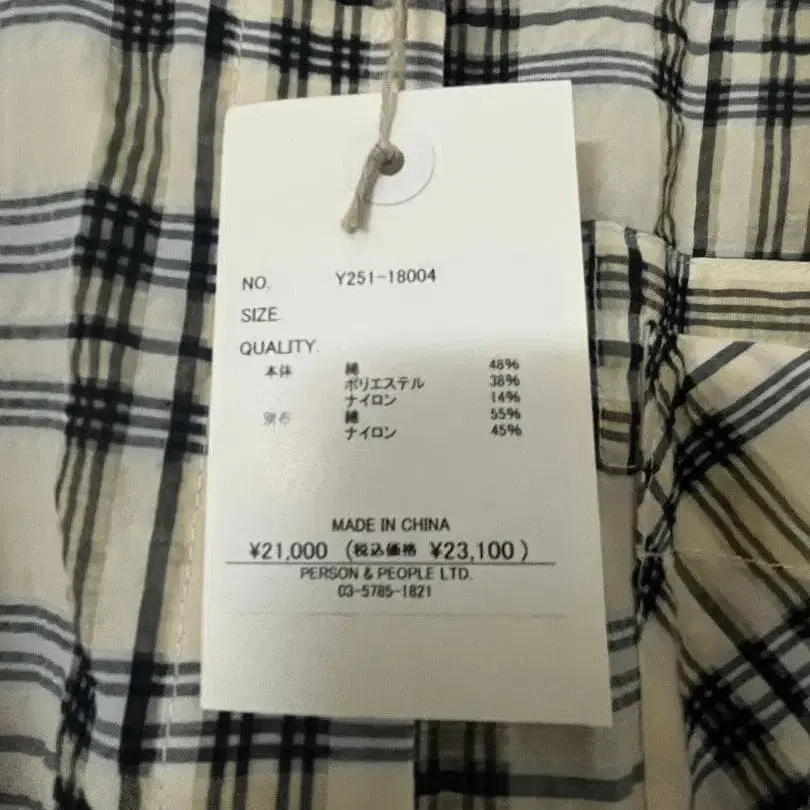 NO. Y251-18004
SIZE.
QUALITY.
本体 綿 48%
ポリエステル 38%
ナイロン 14%
別布 綿 55%
ナイロン 45%
MADE IN CHINA
¥21,000 (税込価格 ¥23,100)
PERSON & PEOPLE LTD.
03-5785-1821